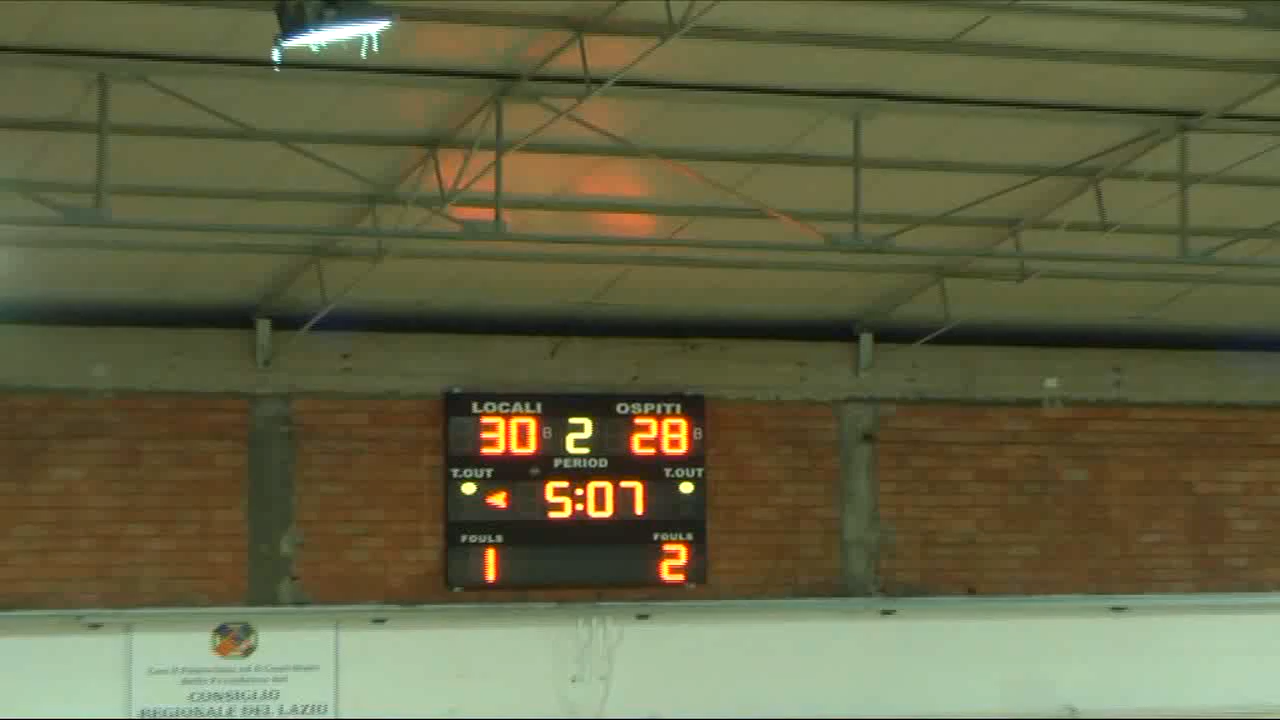 LOCALI OSPITI
30 B 2 28 B
PERIOD
T.OUT T.OUT
5:07
FOULS FOULS
1 2
CONSIGLIO
REGIONALE DEL LAZIO